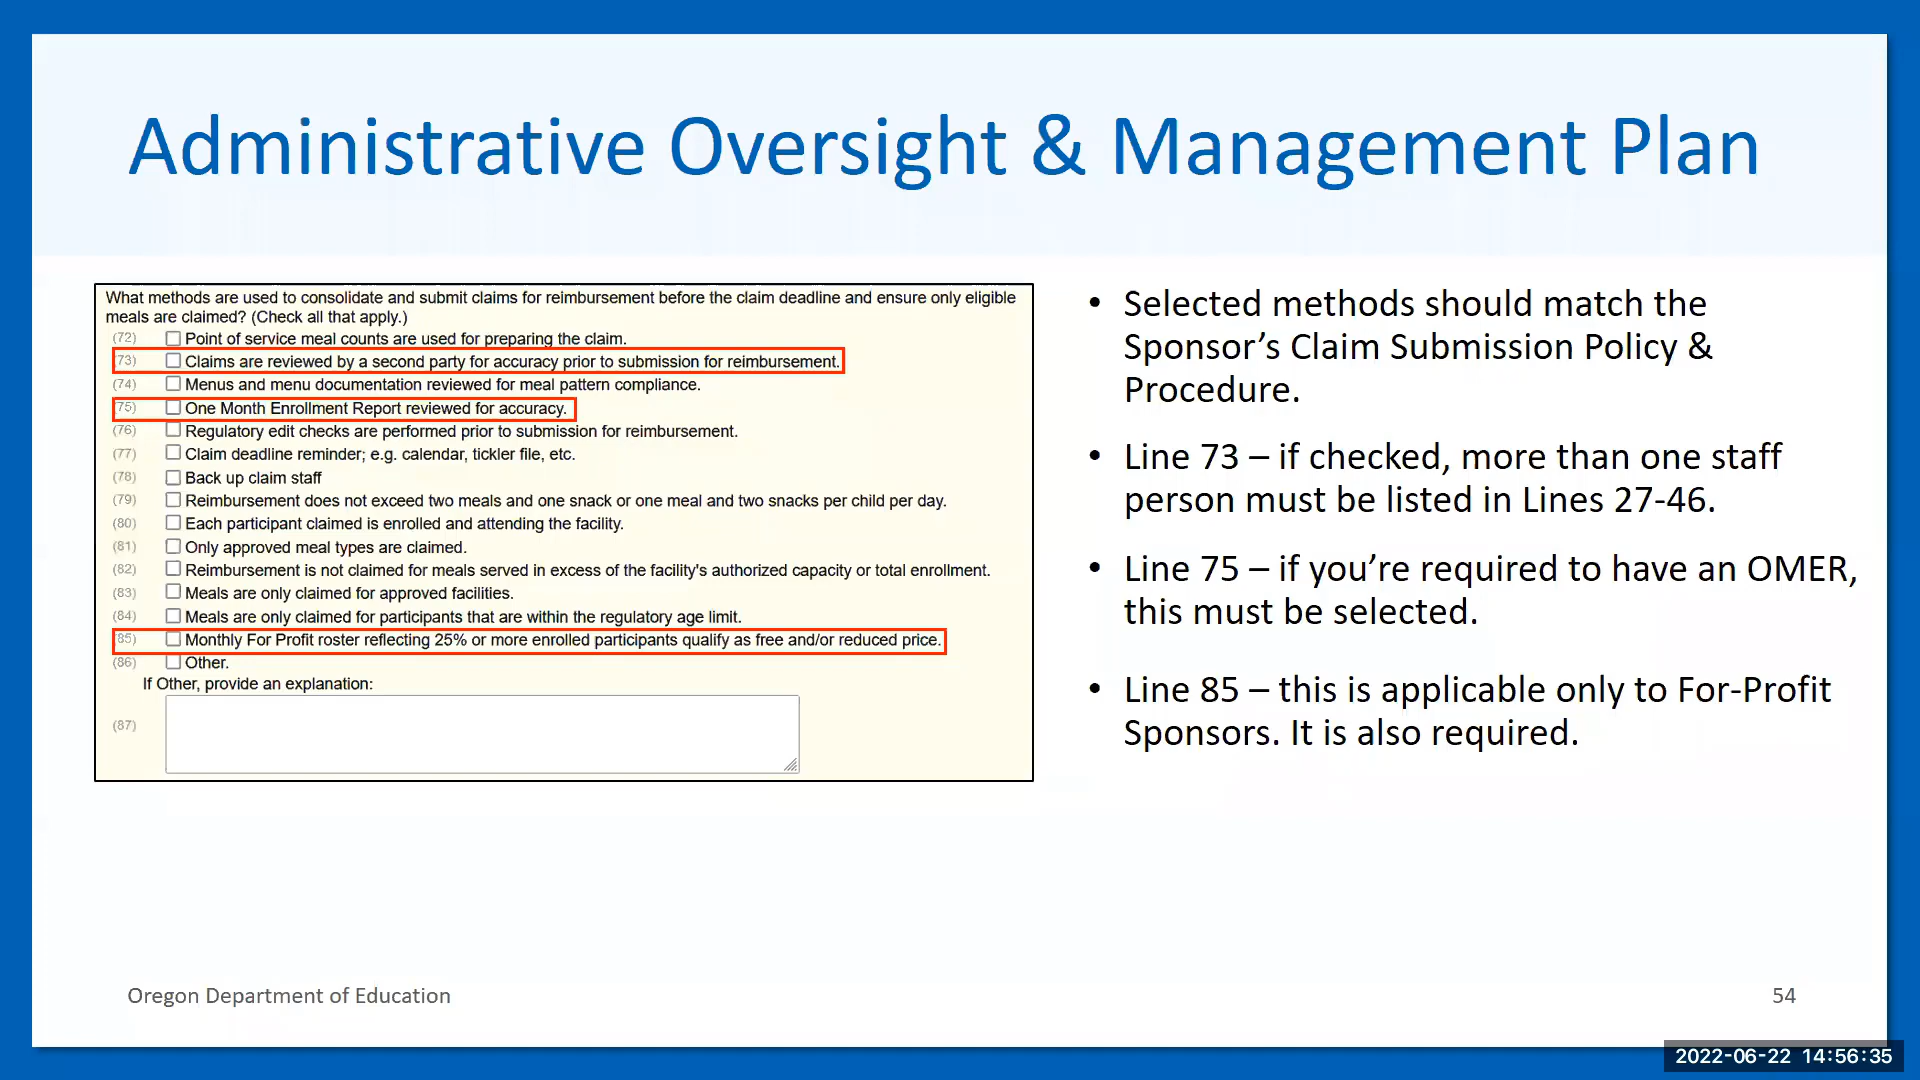 Administrative Oversight & Management Plan
What methods are used to consolidate and submit claims for reimbursement before the claim deadline and ensure only eligible
meals are claimed? (Check all that apply.)
(72) Point of service meal counts are used for preparing the claim.
(73) Claims are reviewed by a second party for accuracy prior to submission for reimbursement.
(74) Menus and menu documentation reviewed for meal pattern compliance.
(75) One Month Enrollment Report reviewed for accuracy.
(76) Regulatory edit checks are performed prior to submission for reimbursement.
(77) Claim deadline reminder; e.g. calendar, tickler file, etc.
(78) Back up claim staff
(79) Reimbursement does not exceed two meals and one snack or one meal and two snacks per child per day.
(80) Each participant claimed is enrolled and attending the facility.
(81) Only approved meal types are claimed.
(82) Reimbursement is not claimed for meals served in excess of the facility's authorized capacity or total enrollment.
(83) Meals are only claimed for approved facilities.
(84) Meals are only claimed for participants that are within the regulatory age limit.
(85) Monthly For Profit roster reflecting 25% or more enrolled participants qualify as free and/or reduced price.
(86) Other.
If Other, provide an explanation:
(87)
• Selected methods should match the
Sponsor’s Claim Submission Policy &
Procedure.
• Line 73 – if checked, more than one staff
person must be listed in Lines 27-46.
• Line 75 – if you’re required to have an OMER,
this must be selected.
• Line 85 – this is applicable only to For-Profit
Sponsors. It is also required.
Oregon Department of Education
54
2022-06-22 14:56:35